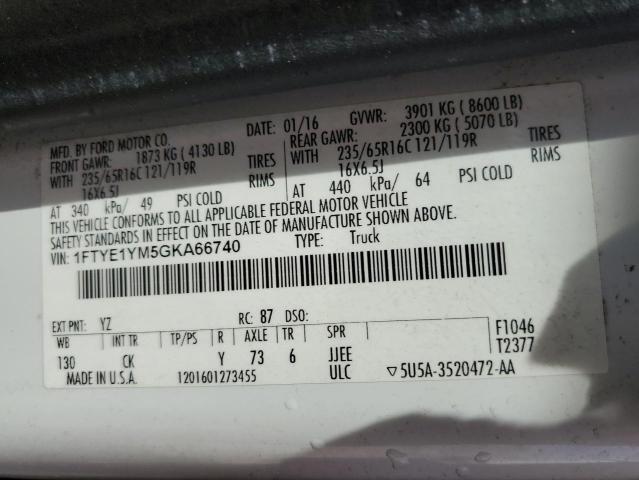 MFD. BY FORD MOTOR CO.
DATE: 01/16 GVWR: 3901 KG ( 8600 LB)
FRONT GAWR: 1873 KG ( 4130 LB)
REAR GAWR: 2300 KG ( 5070 LB)
WITH 235/65R16C 121/119R TIRES
WITH 235/65R16C 121/119R TIRES
16X6.5J RIMS
16X6.5J RIMS
AT 340 kPa/ 49 PSI COLD
AT 440 kPa/ 64 PSI COLD
THIS VEHICLE CONFORMS TO ALL APPLICABLE FEDERAL MOTOR VEHICLE
SAFETY STANDARDS IN EFFECT ON THE DATE OF MANUFACTURE SHOWN ABOVE.
VIN: 1FTYE1YM5GKA66740 TYPE: Truck
EXT PNT: YZ RC: 87 DSO:
WB INT TR TP/PS R AXLE TR SPR
F1046
130 CK Y 73 6 JJEE
T2377
MADE IN U.S.A. 1201601273455 ULC ▽5U5A-3520472-AA